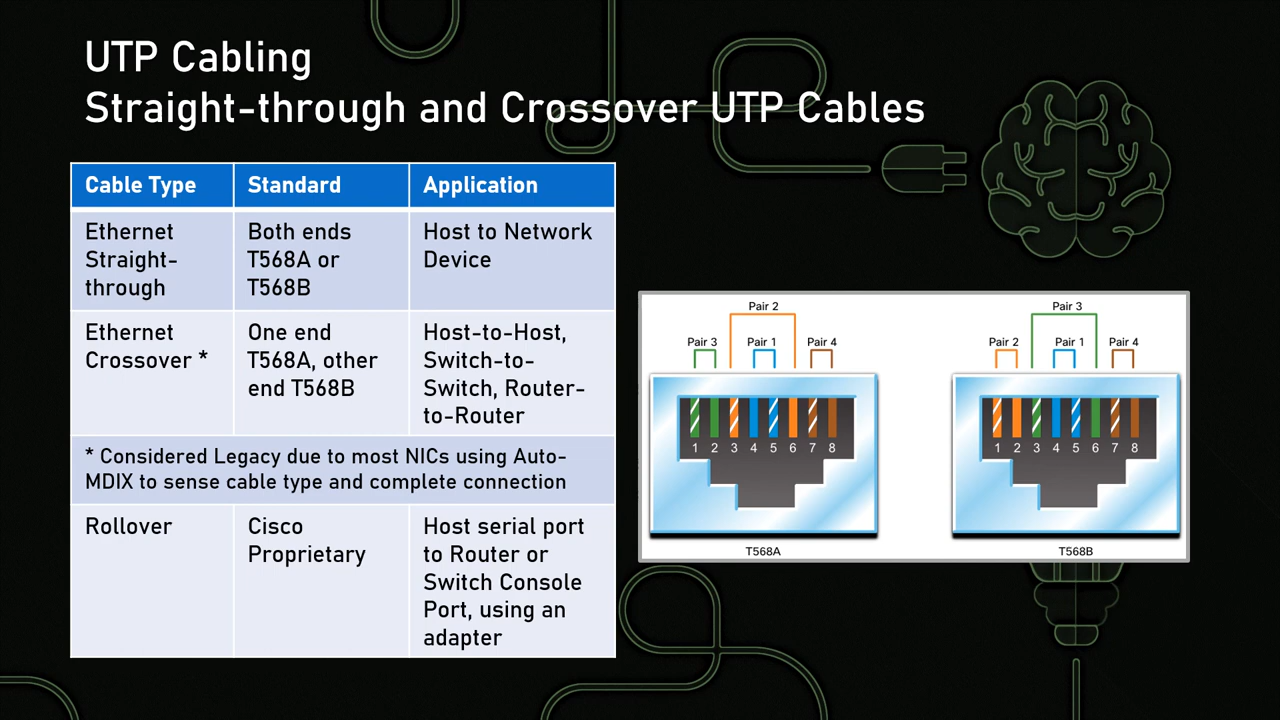 UTP Cabling
Straight-through and Crossover UTP Cables
Cable Type
Standard
Application
Ethernet
Straight-
through
Both ends
T568A or
T568B
Host to Network
Device
Ethernet
Crossover *
One end
T568A, other
end T568B
Host-to-Host,
Switch-to-
Switch, Router-
to-Router
* Considered Legacy due to most NICs using Auto-
MDIX to sense cable type and complete connection
Rollover
Cisco
Proprietary
Host serial port
to Router or
Switch Console
Port, using an
adapter
Pair 2
Pair 3
Pair 1
Pair 4
1 2 3 4 5 6 7 8
T568A
Pair 3
Pair 2
Pair 1
Pair 4
1 2 3 4 5 6 7 8
T568B